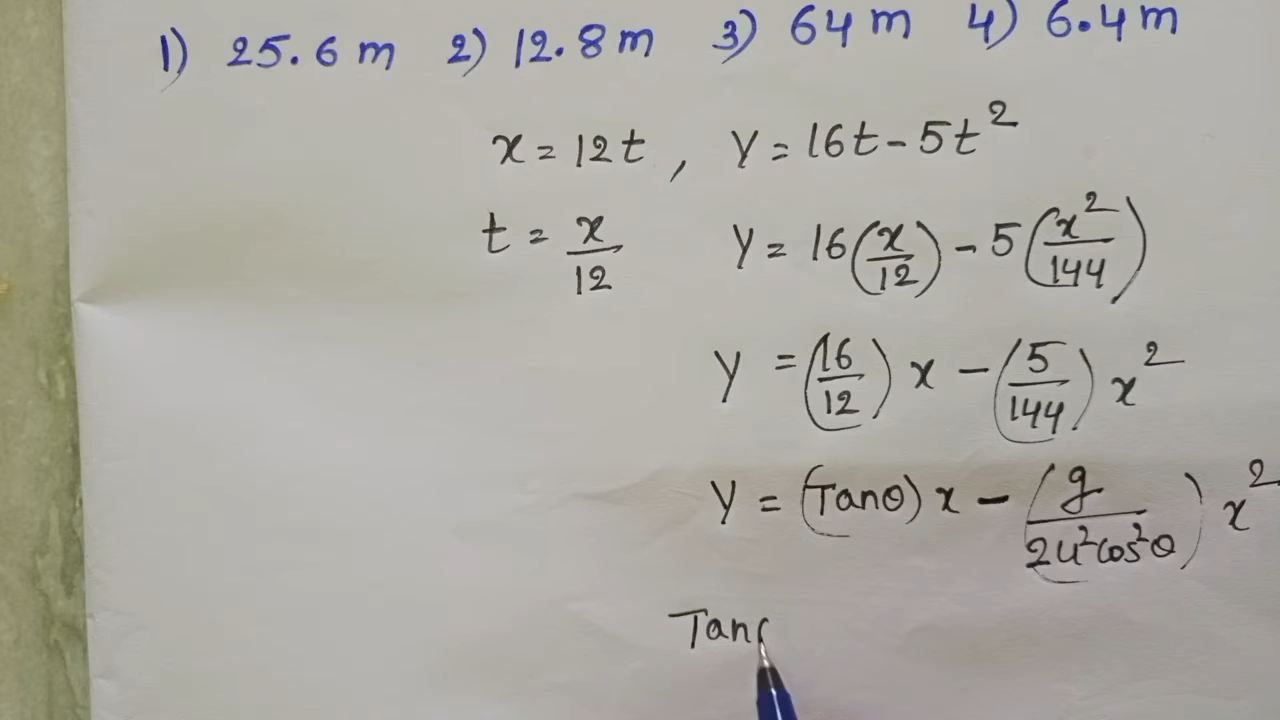 1) 25.6 m 2) 12.8 m 3) 64 m 4) 6.4 m
x = 12t, y = 16t - 5t²
t = x/12 y = 16(x/12) - 5(x²/144)
y = (16/12) x - (5/144) x²
y = (Tanθ) x - (g/2u²cos²θ) x²
Tan